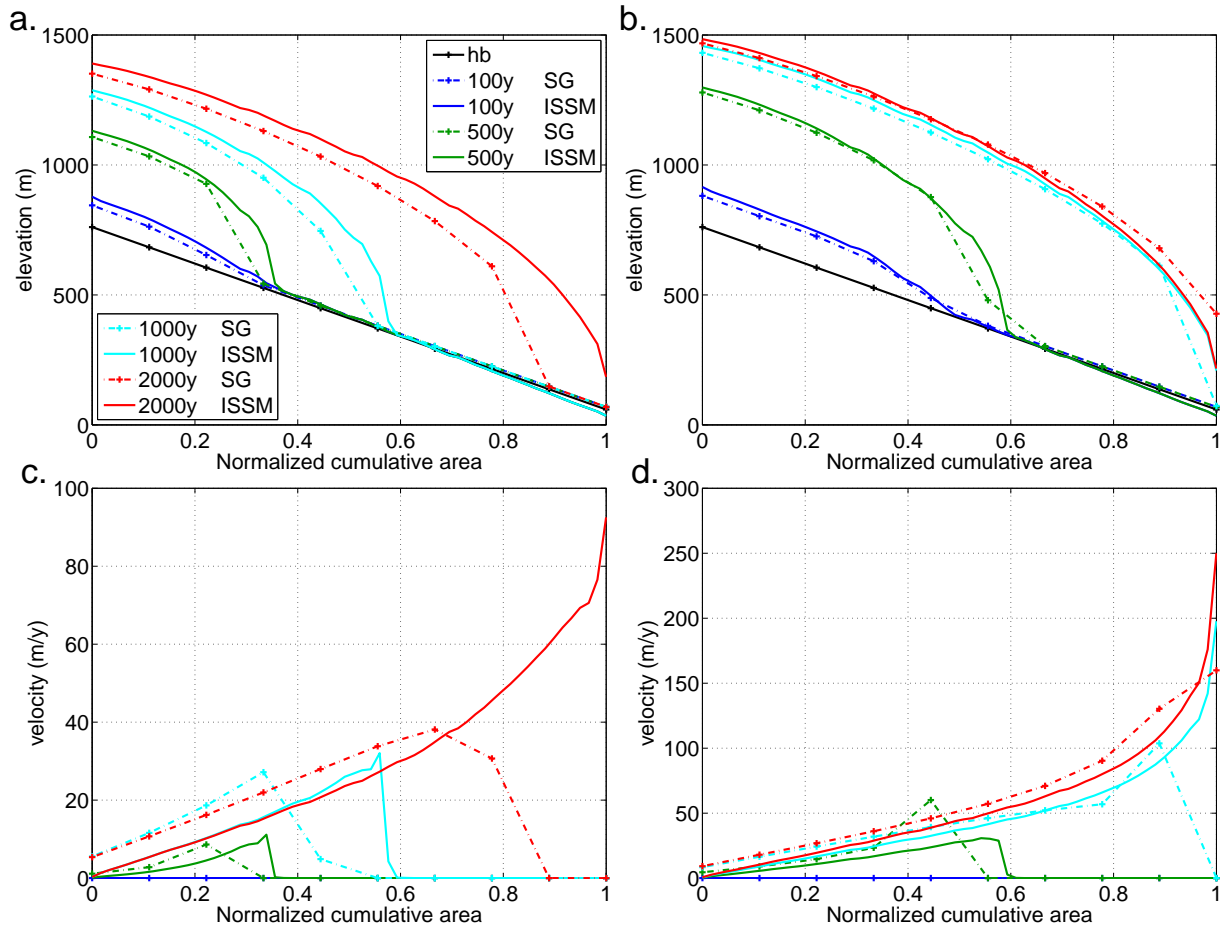 a.
1500
1000
500
0
elevation (m)
0 0.2 0.4 0.6 0.8 1
Normalized cumulative area
hb
100y SG
100y ISSM
500y SG
500y ISSM
1000y SG
1000y ISSM
2000y SG
2000y ISSM
b.
1500
1000
500
0
elevation (m)
0 0.2 0.4 0.6 0.8 1
Normalized cumulative area
c.
100
80
60
40
20
0
velocity (m/y)
0 0.2 0.4 0.6 0.8 1
Normalized cumulative area
d.
300
250
200
150
100
50
0
velocity (m/y)
0 0.2 0.4 0.6 0.8 1
Normalized cumulative area